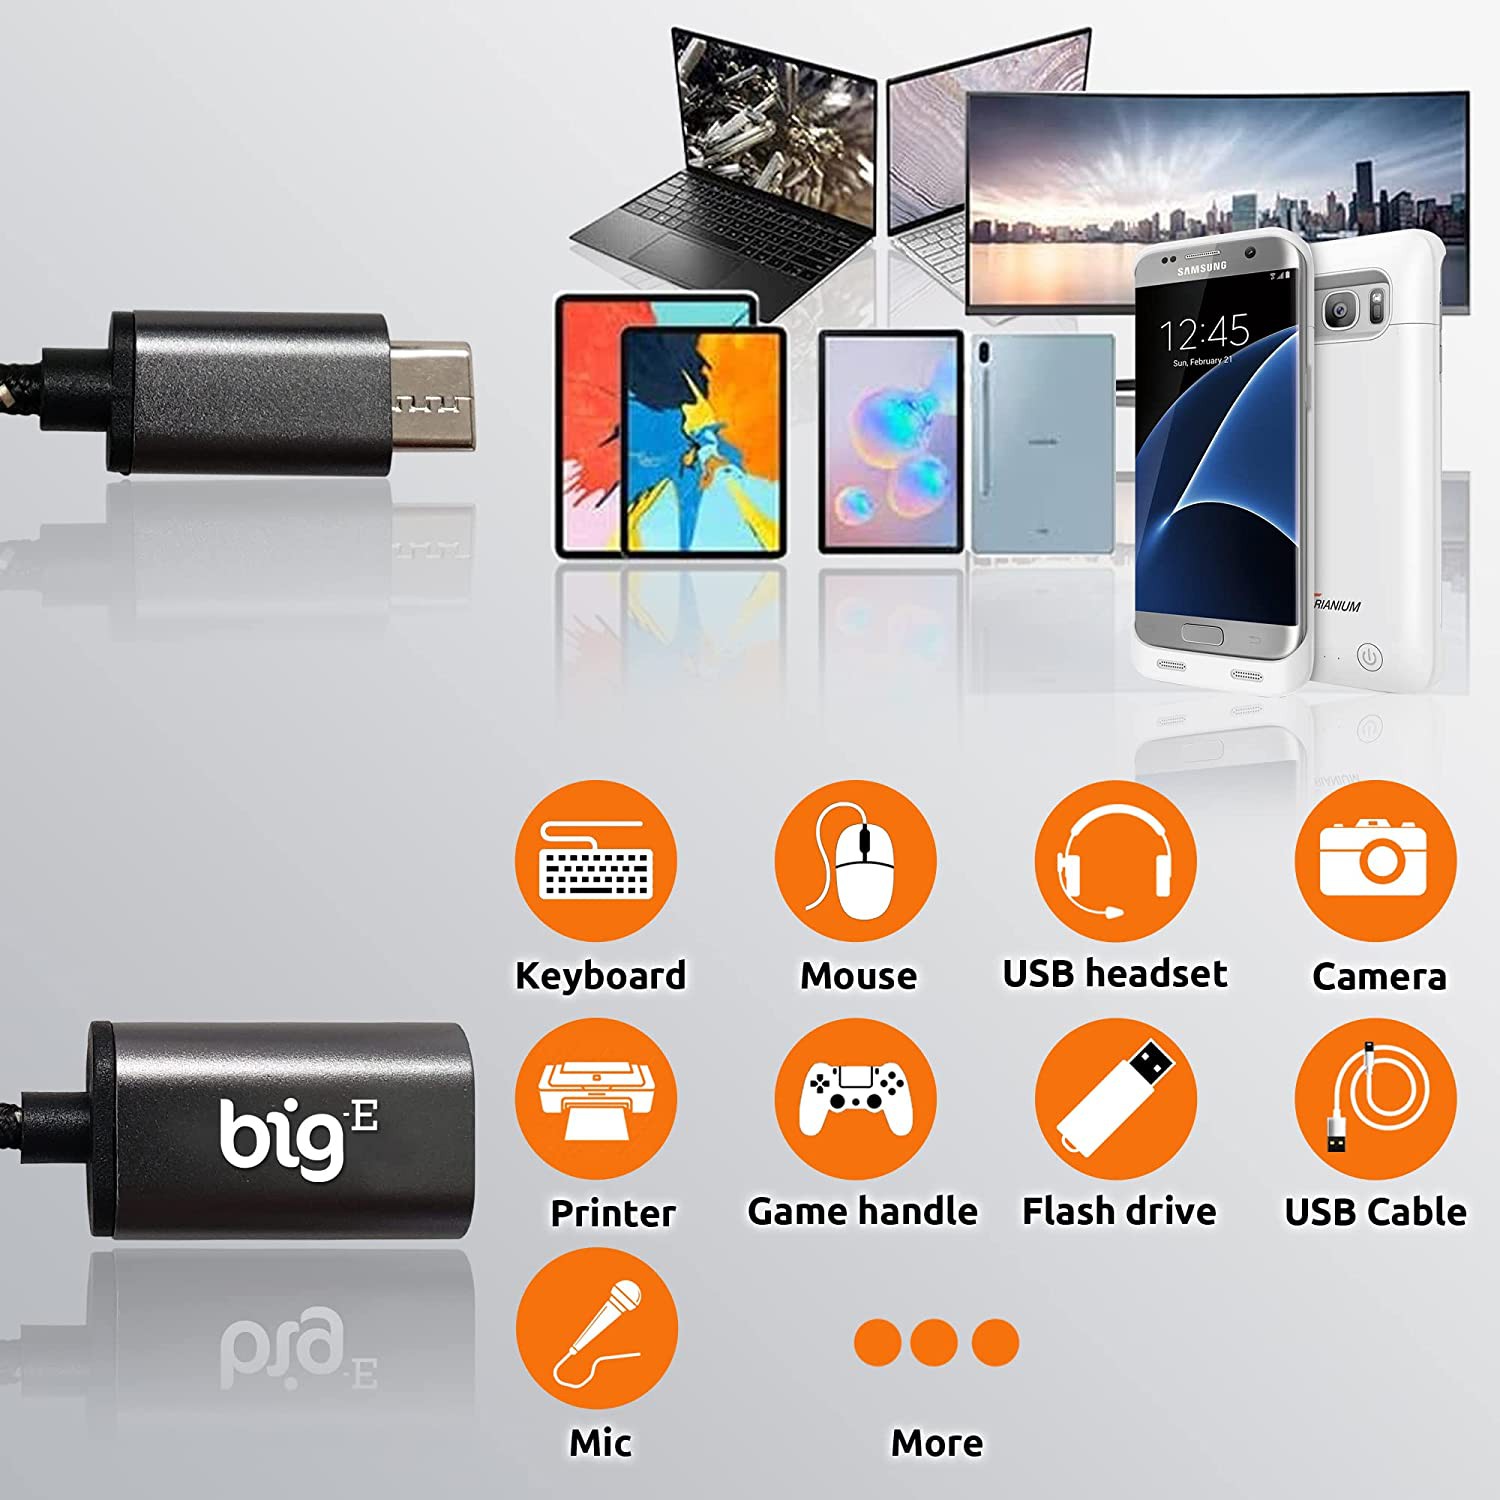 SAMSUNG
12:45
Sun, February 21
RIANIUM
Keyboard
Mouse
USB headset
Camera
big-E
Printer
Game handle
Flash drive
USB Cable
Mic
More